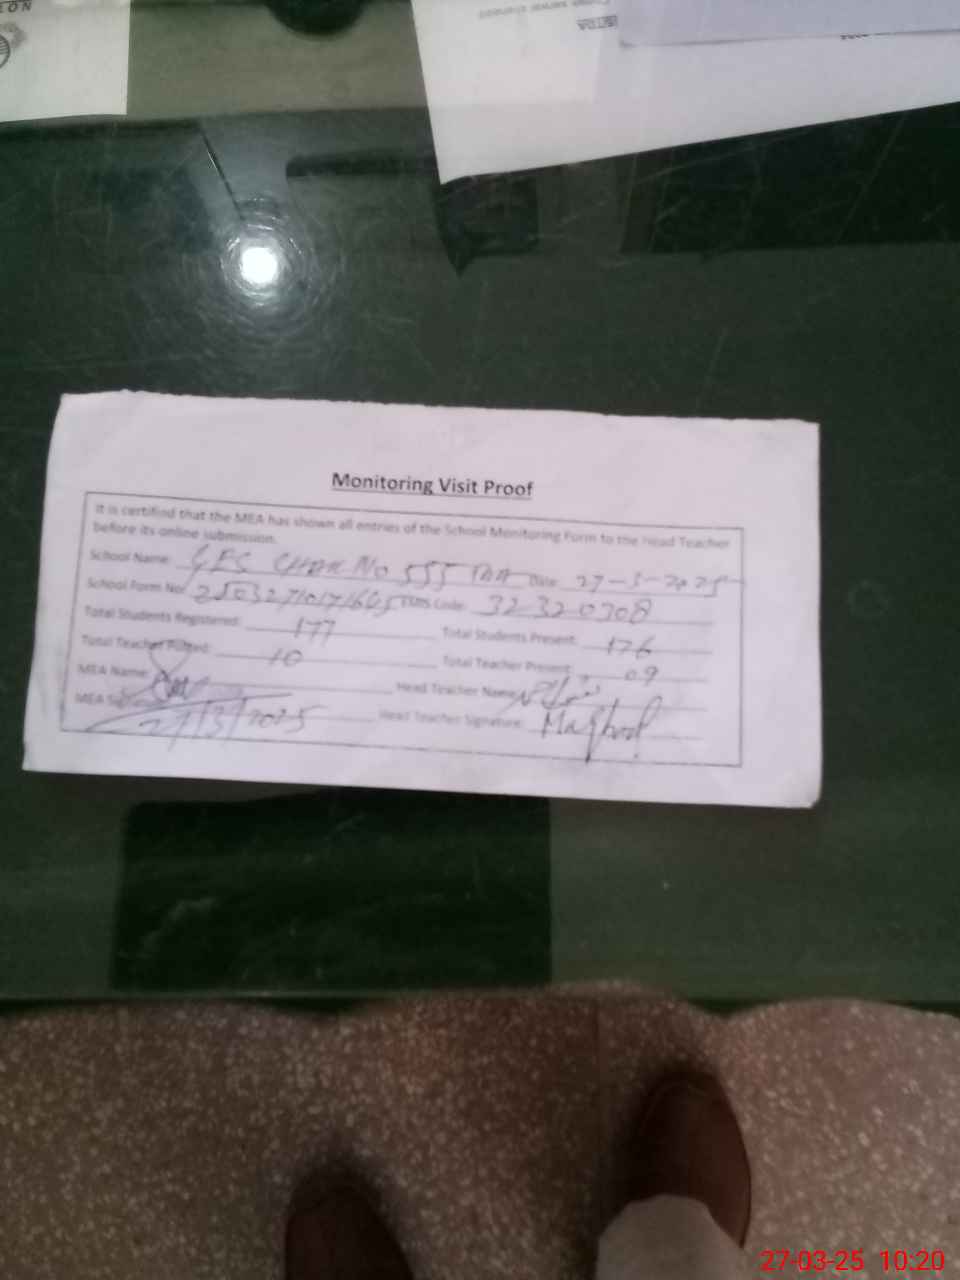 Monitoring Visit Proof
It is certified that the MEA has shown all entries of the School Monitoring Form to the Head Teacher
before its online submission.
School Name: GES CHAK No 555 Date: 27-3-2025
School Form No: EMIS Code: 32320708
Total Students Registered: 177 Total Students Present: 176
Total Teacher Posted: 10 Total Teacher Present: 09
MEA Name: Head Teacher Name:
MEA Signature: 27/3/2025 Head Teacher Signature: Maqbool
27-03-25 10:20